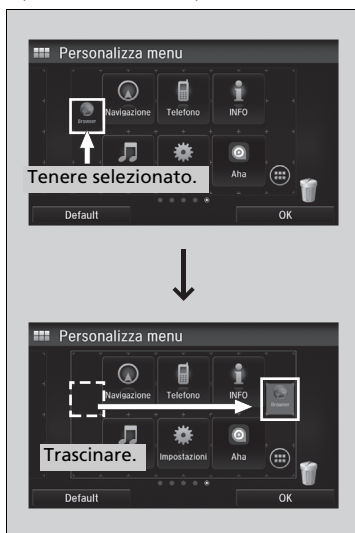 Personalizza menu
Navigazione Telefono INFO
Browser
Tenere selezionato.
Aha
Default OK
Personalizza menu
Navigazione Telefono INFO
Browser
Trascinare.
Impostazioni Aha
Default OK